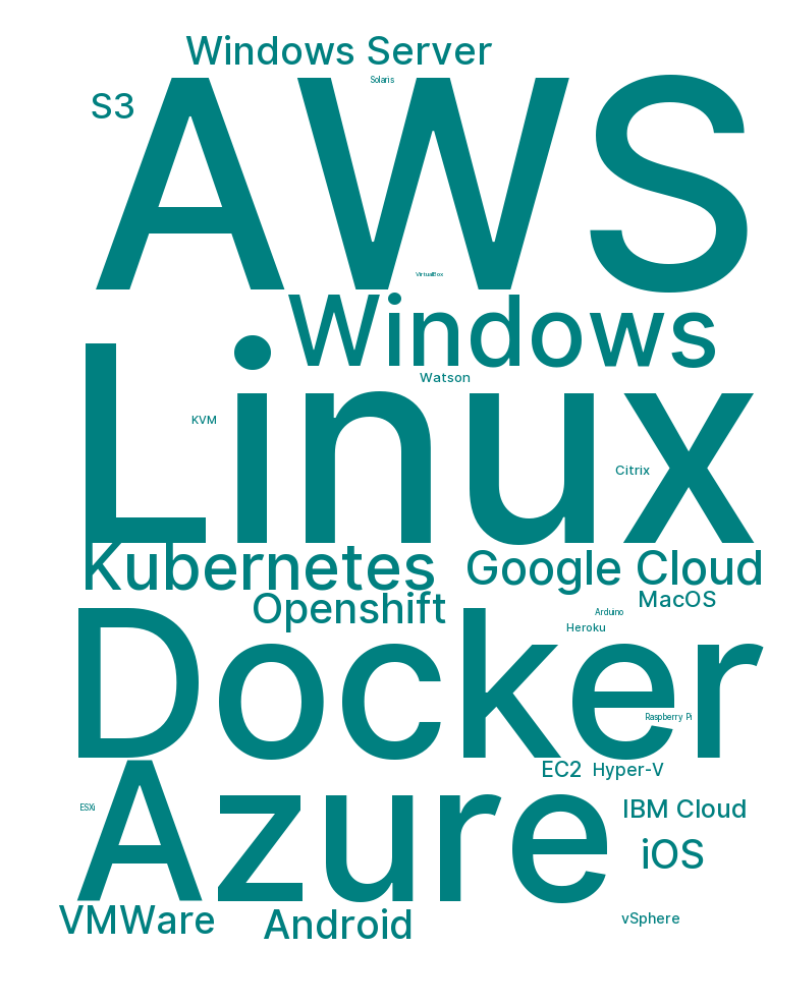 Windows Server
Solaris
S3
AWS
VirtualBox
Windows
Watson
Linux
KVM
Citrix
Kubernetes
Google Cloud
Openshift
MacOS
Arduino
Heroku
Docker
Raspberry Pi
EC2
Hyper-V
Azure
ESXi
IBM Cloud
iOS
VMWare
Android
vSphere